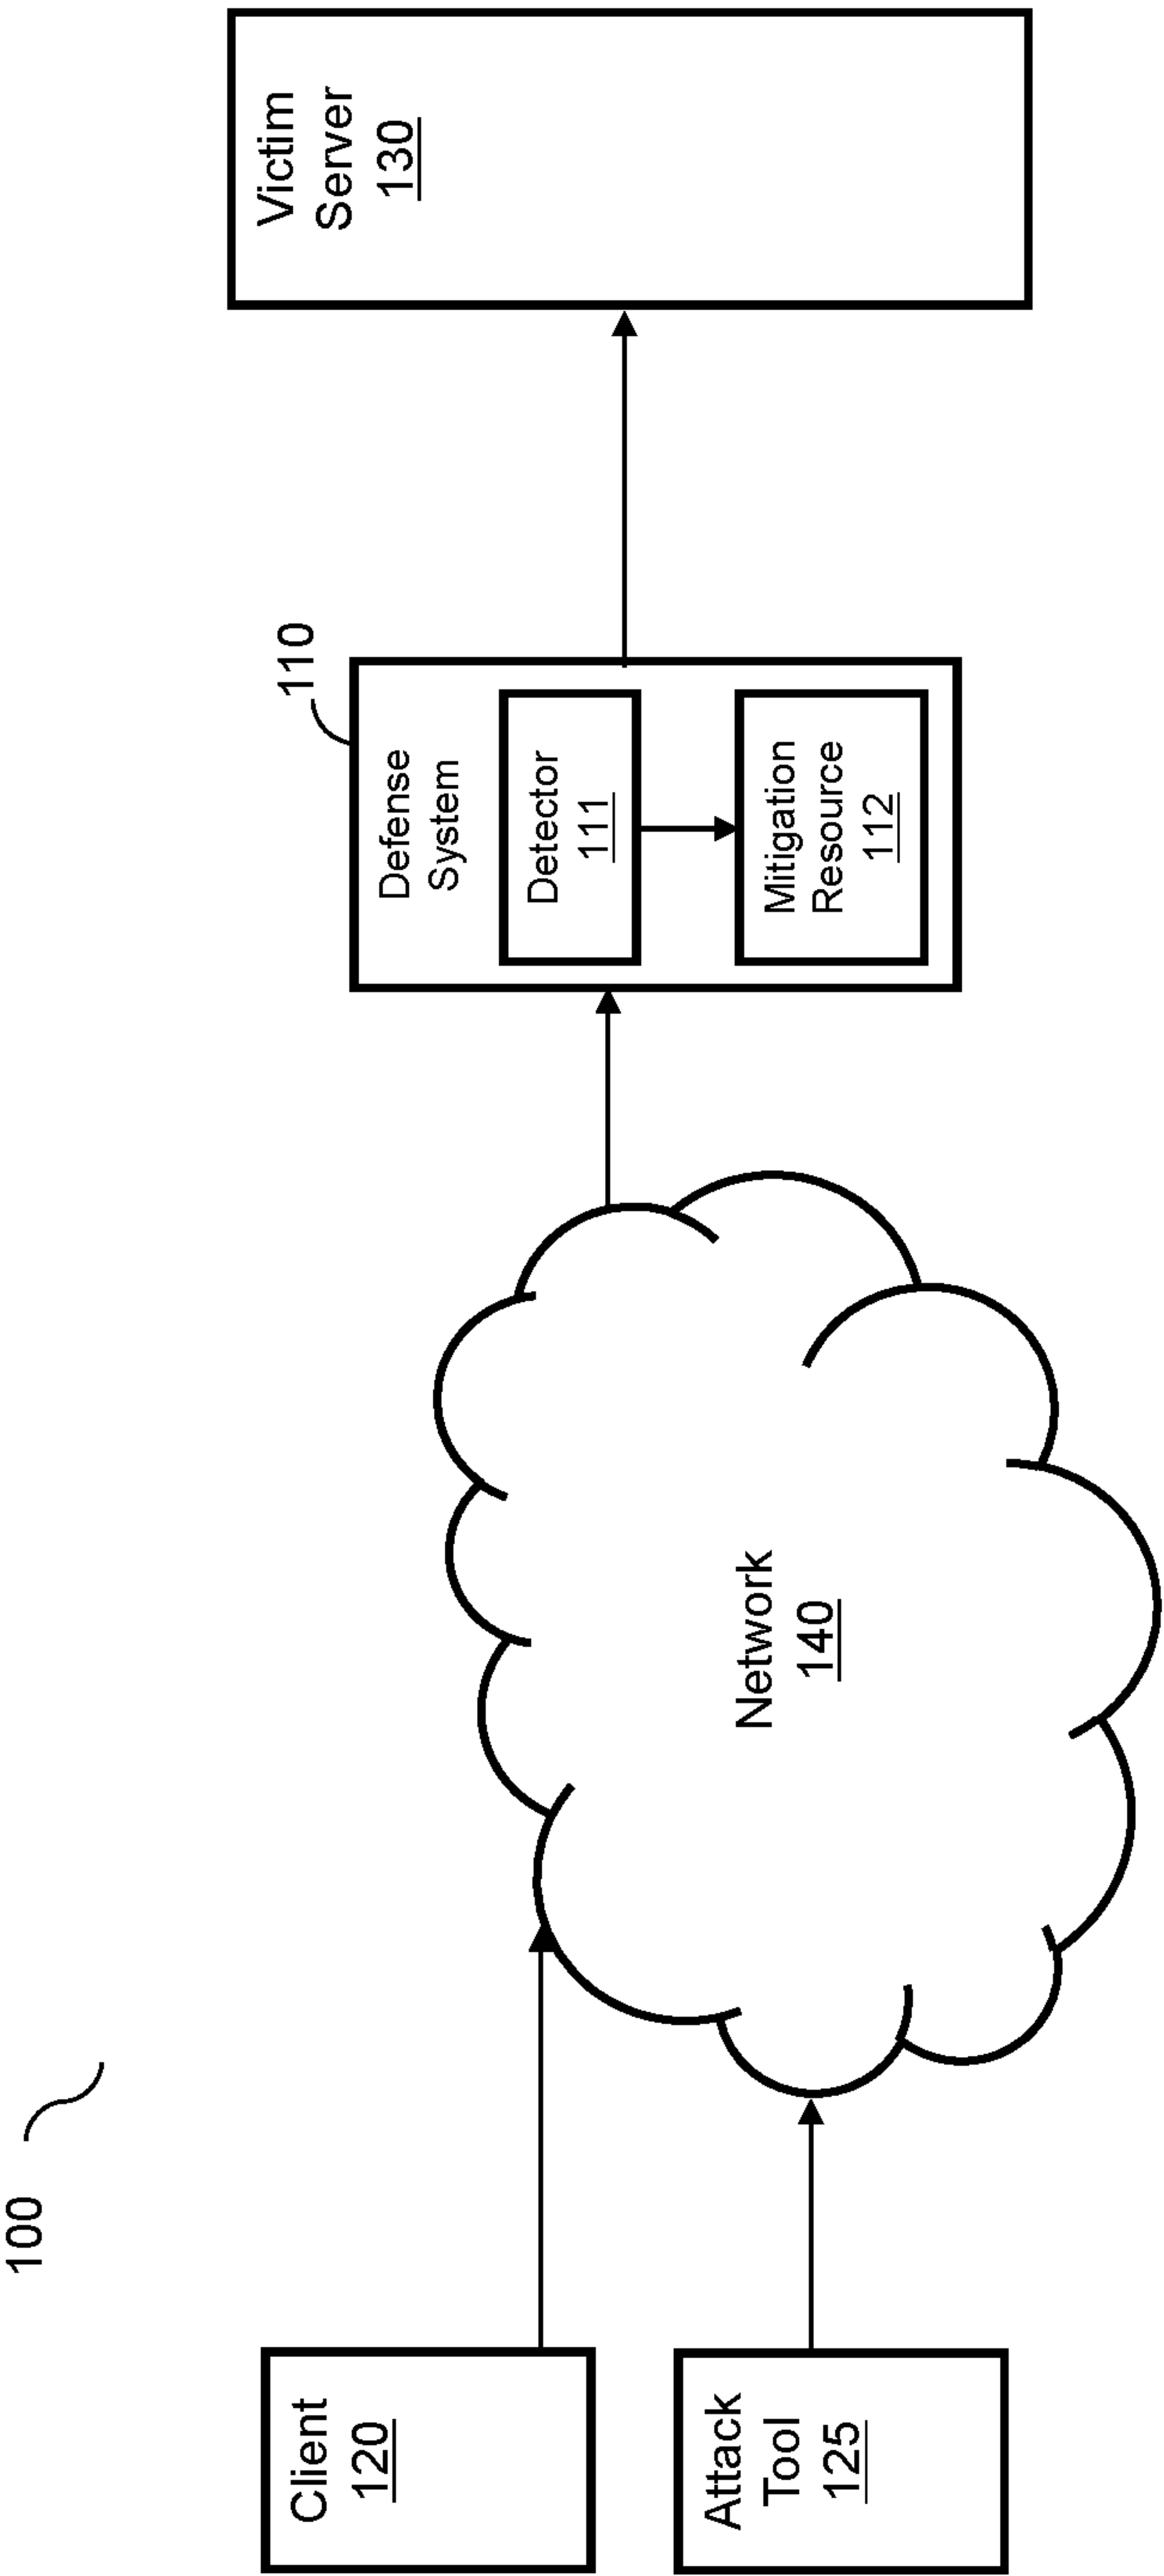 100
Client
120
Attack
Tool
125
Network
140
110
Defense
System
Detector
111
Mitigation
Resource
112
Victim
Server
130